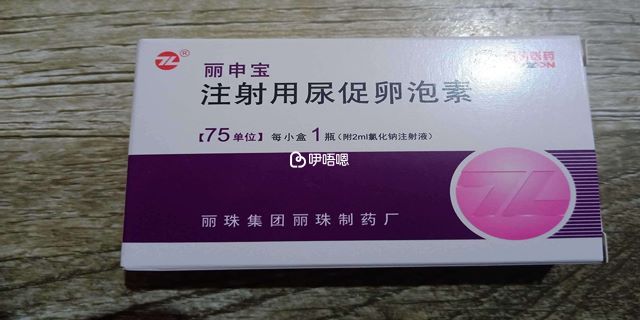 丽申宝
注射用尿促卵泡素
【75单位】每小盒1瓶(附2ml氯化钠注射液)
咿唔嗯
丽珠集团丽珠制药厂